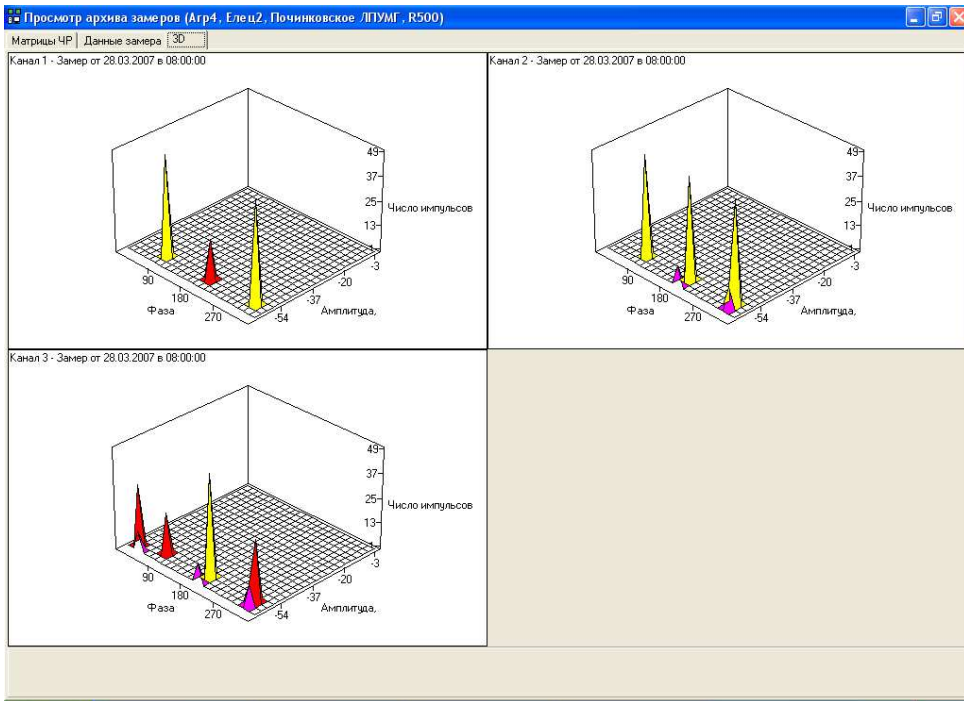 Просмотр архива замеров (Агр4, Елец2, Починковское ЛПУМГ, R500)
Матрицы ЧР Данные замера 3D
Канал 1 - Замер от 28.03.2007 в 08:00:00
49
37
25
Число импульсов
13
1
-3
-20
-37
-54
90
180
270
Фаза
Амплитуда,
Канал 2 - Замер от 28.03.2007 в 08:00:00
49
37
25
Число импульсов
13
1
-3
-20
-37
-54
90
180
270
Фаза
Амплитуда,
Канал 3 - Замер от 28.03.2007 в 08:00:00
49
37
25
Число импульсов
13
1
-3
-20
-37
-54
90
180
270
Фаза
Амплитуда,